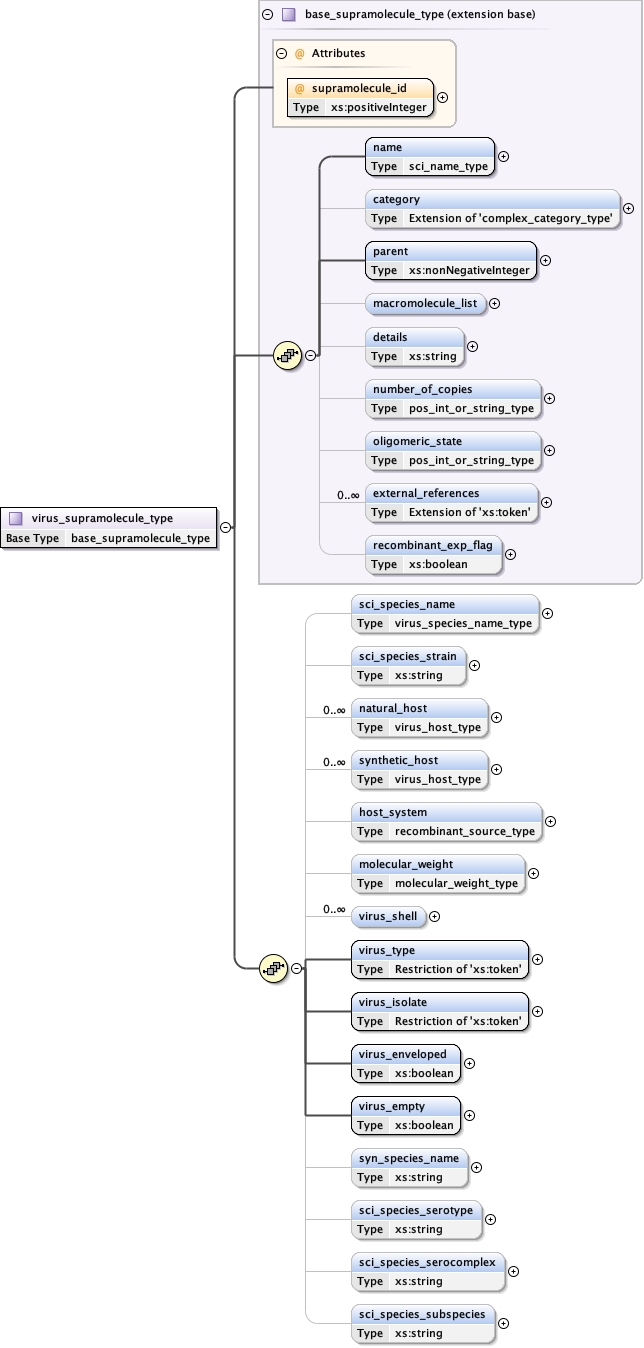 base_supramolecule_type (extension base)
@ Attributes
@ supramolecule_id
Type xs:positiveInteger
name
Type sci_name_type
category
Type Extension of 'complex_category_type'
parent
Type xs:nonNegativeInteger
macromolecule_list
details
Type xs:string
number_of_copies
Type pos_int_or_string_type
oligomeric_state
Type pos_int_or_string_type
0..∞ external_references
Type Extension of 'xs:token'
recombinant_exp_flag
Type xs:boolean
virus_supramolecule_type
Base Type base_supramolecule_type
sci_species_name
Type virus_species_name_type
sci_species_strain
Type xs:string
0..∞ natural_host
Type virus_host_type
0..∞ synthetic_host
Type virus_host_type
host_system
Type recombinant_source_type
molecular_weight
Type molecular_weight_type
0..∞ virus_shell
virus_type
Type Restriction of 'xs:token'
virus_isolate
Type Restriction of 'xs:token'
virus_enveloped
Type xs:boolean
virus_empty
Type xs:boolean
syn_species_name
Type xs:string
sci_species_serotype
Type xs:string
sci_species_serocomplex
Type xs:string
sci_species_subspecies
Type xs:string